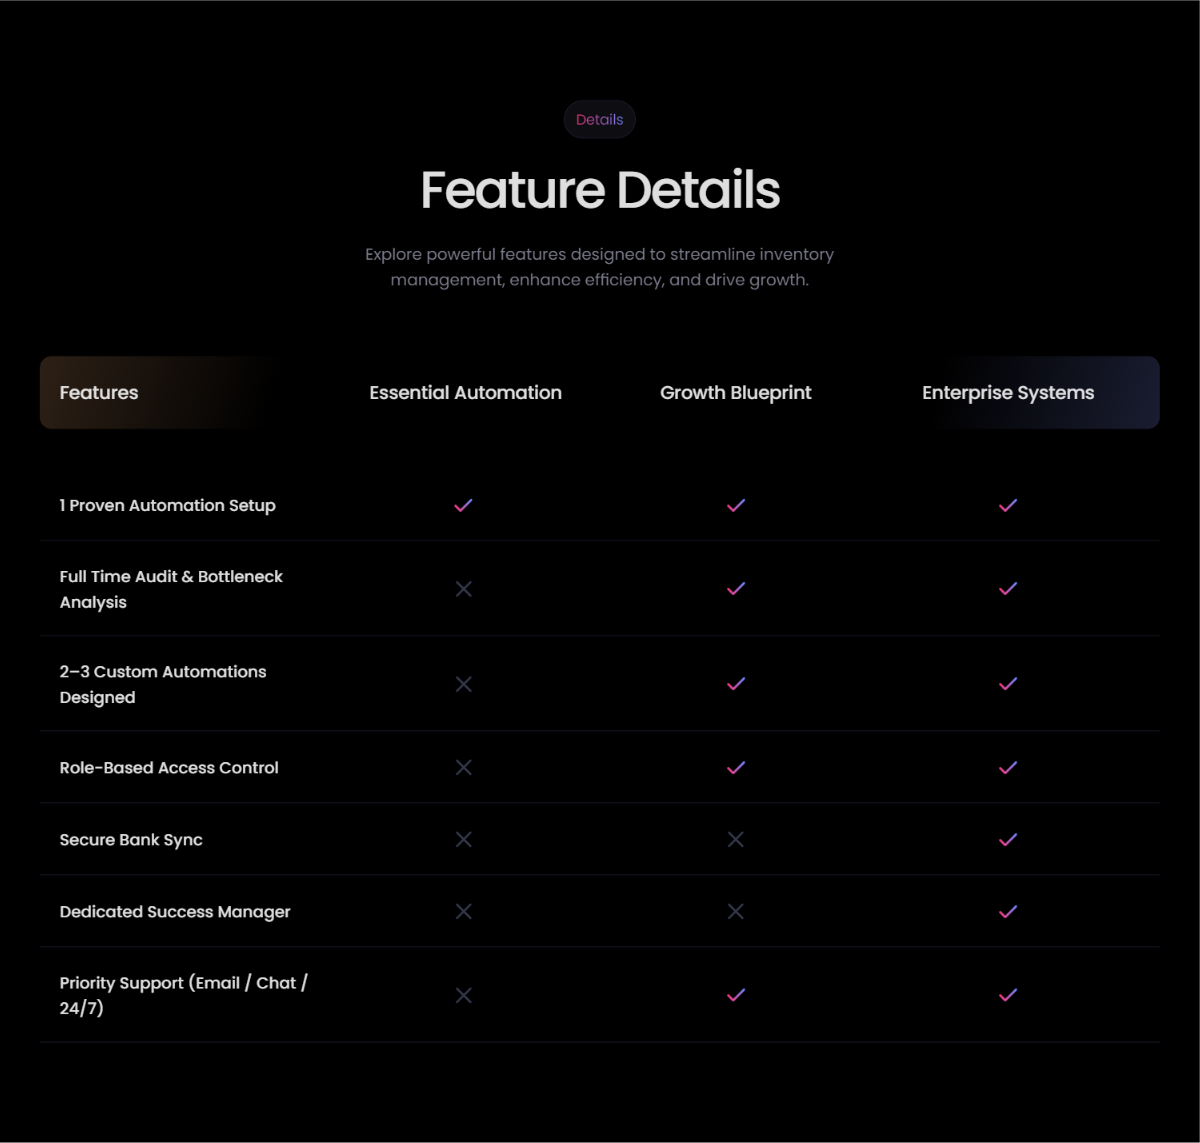 Details
Feature Details
Explore powerful features designed to streamline inventory
management, enhance efficiency, and drive growth.
Features Essential Automation Growth Blueprint Enterprise Systems
1 Proven Automation Setup
Full Time Audit & Bottleneck
Analysis
2–3 Custom Automations
Designed
Role-Based Access Control
Secure Bank Sync
Dedicated Success Manager
Priority Support (Email / Chat /
24/7)